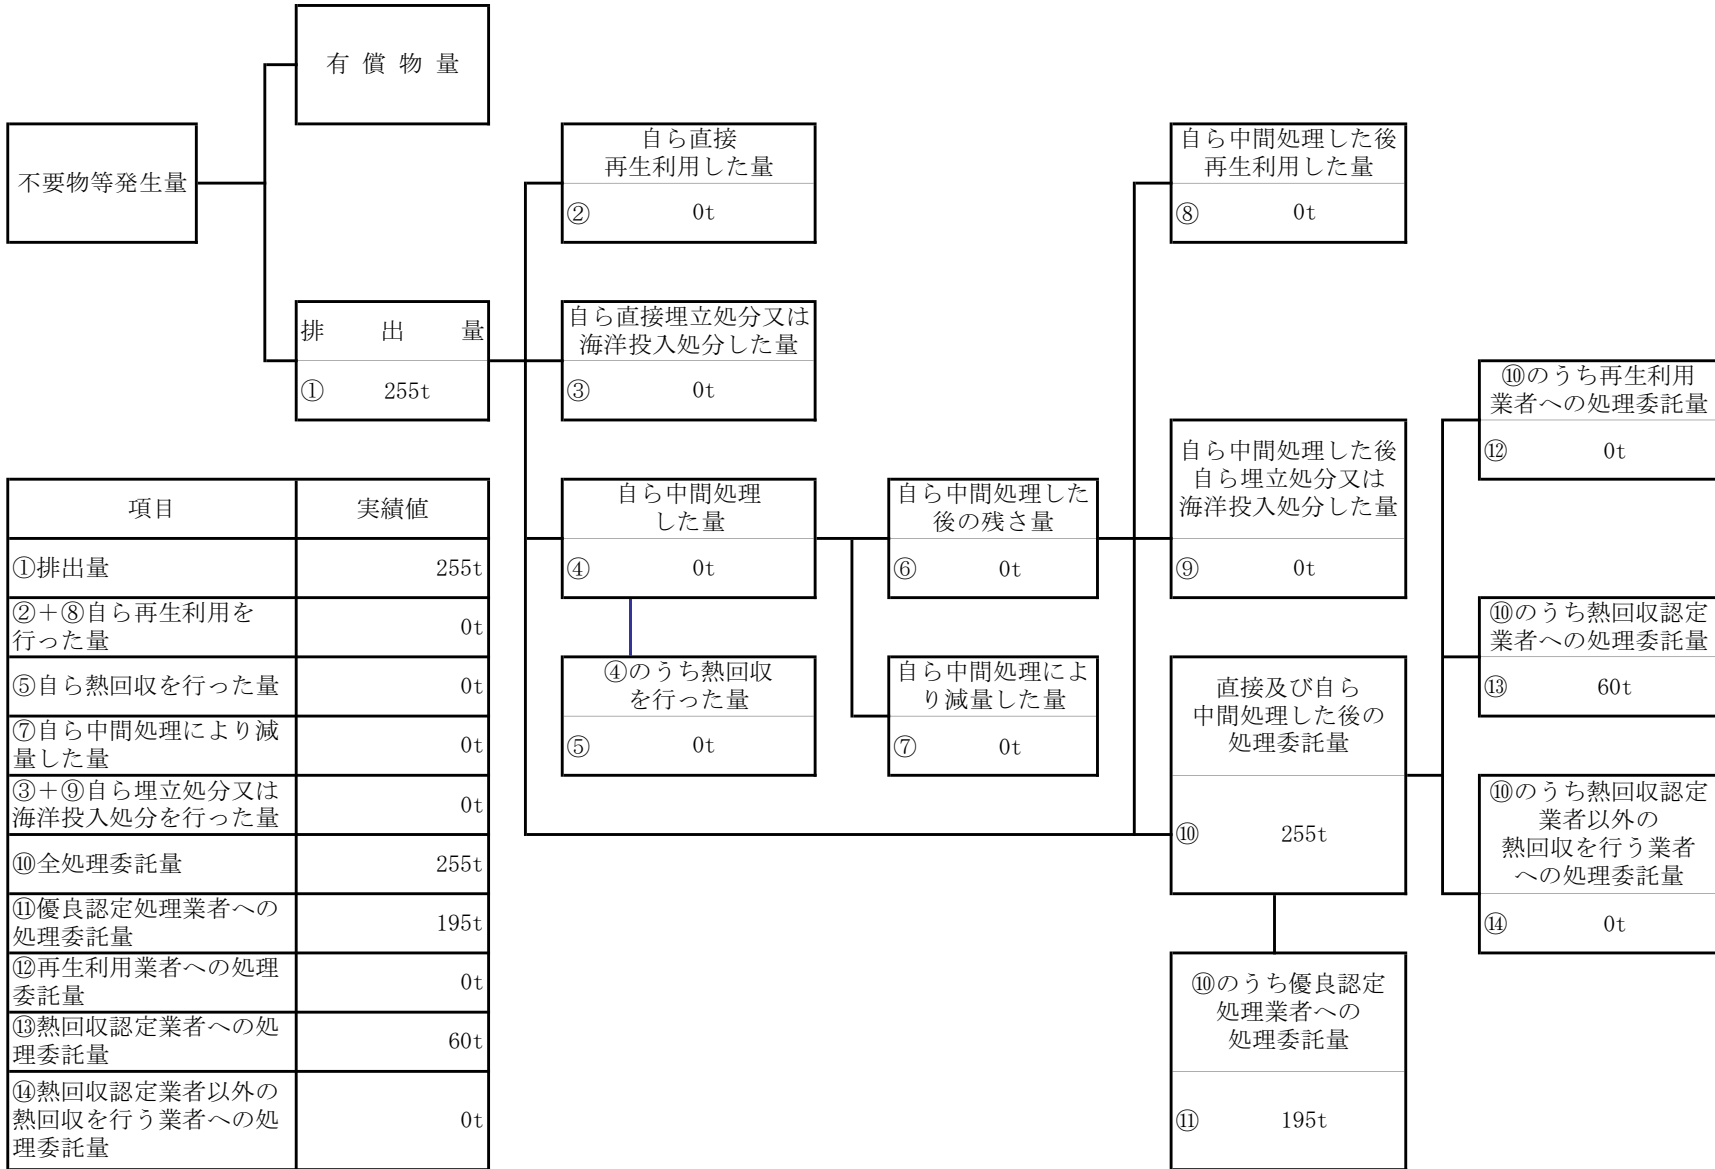 有償物量
不要物等発生量
自ら直接
再生利用した量
② 0t
自ら中間処理した後
再生利用した量
⑧ 0t
排出量
① 255t
自ら直接埋立処分又は
海洋投入処分した量
③ 0t
⑩のうち再生利用
業者への処理委託量
⑫ 0t
自ら中間処理した後
自ら埋立処分又は
海洋投入処分した量
⑨ 0t
自ら中間処理
した量
④ 0t
自ら中間処理した
後の残さ量
⑥ 0t
④のうち熱回収
を行った量
⑤ 0t
自ら中間処理によ
り減量した量
⑦ 0t
⑩のうち熱回収認定
業者への処理委託量
⑬ 60t
直接及び自ら
中間処理した後の
処理委託量
⑩ 255t
⑩のうち熱回収認定
業者以外の
熱回収を行う業者
への処理委託量
⑭ 0t
⑩のうち優良認定
処理業者への
処理委託量
⑪ 195t
項目 実績値
①排出量 255t
②+⑧自ら再生利用を
行った量 0t
⑤自ら熱回収を行った量 0t
⑦自ら中間処理により減
量した量 0t
③+⑨自ら埋立処分又は
海洋投入処分を行った量 0t
⑩全処理委託量 255t
⑪優良認定処理業者への
処理委託量 195t
⑫再生利用業者への処理
委託量 0t
⑬熱回収認定業者への処
理委託量 60t
⑭熱回収認定業者以外の
熱回収を行う業者への処
理委託量 0t